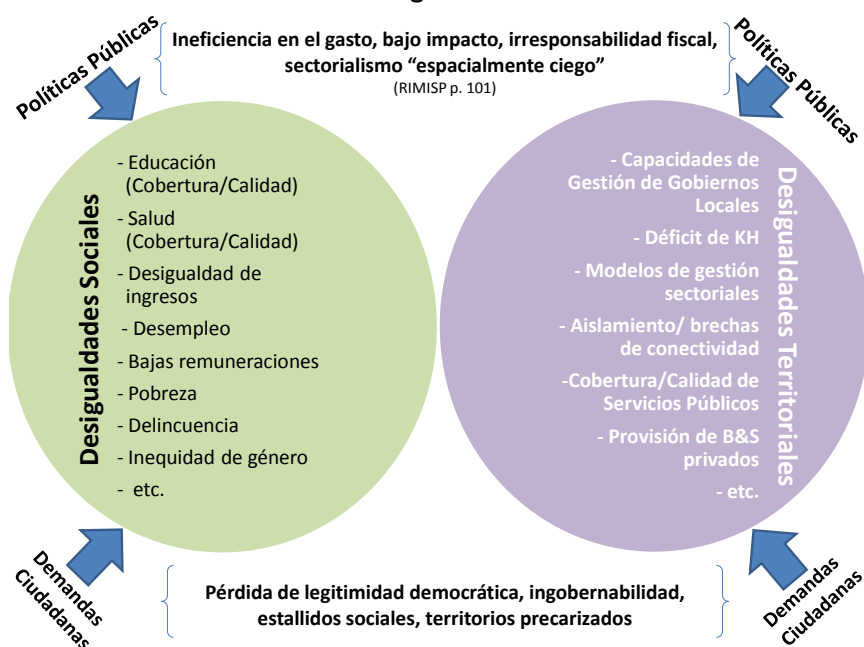 Políticas Públicas
Ineficiencia en el gasto, bajo impacto, irresponsabilidad fiscal,
sectorialismo “espacialmente ciego”
(RIMISP p. 101)
Políticas Públicas
Desigualdades Sociales
- Educación
(Cobertura/Calidad)
- Salud
(Cobertura/Calidad)
- Desigualdad de
ingresos
- Desempleo
- Bajas remuneraciones
- Pobreza
- Delincuencia
- Inequidad de género
- etc.
- Capacidades de
Gestión de Gobiernos
Locales
- Déficit de KH
- Modelos de gestión
sectoriales
- Aislamiento/ brechas
de conectividad
-Cobertura/Calidad de
Servicios Públicos
- Provisión de B&S
privados
- etc.
Desigualdades Territoriales
Demandas
Ciudadanas
Pérdida de legitimidad democrática, ingobernabilidad,
estallidos sociales, territorios precarizados
Demandas
Ciudadanas